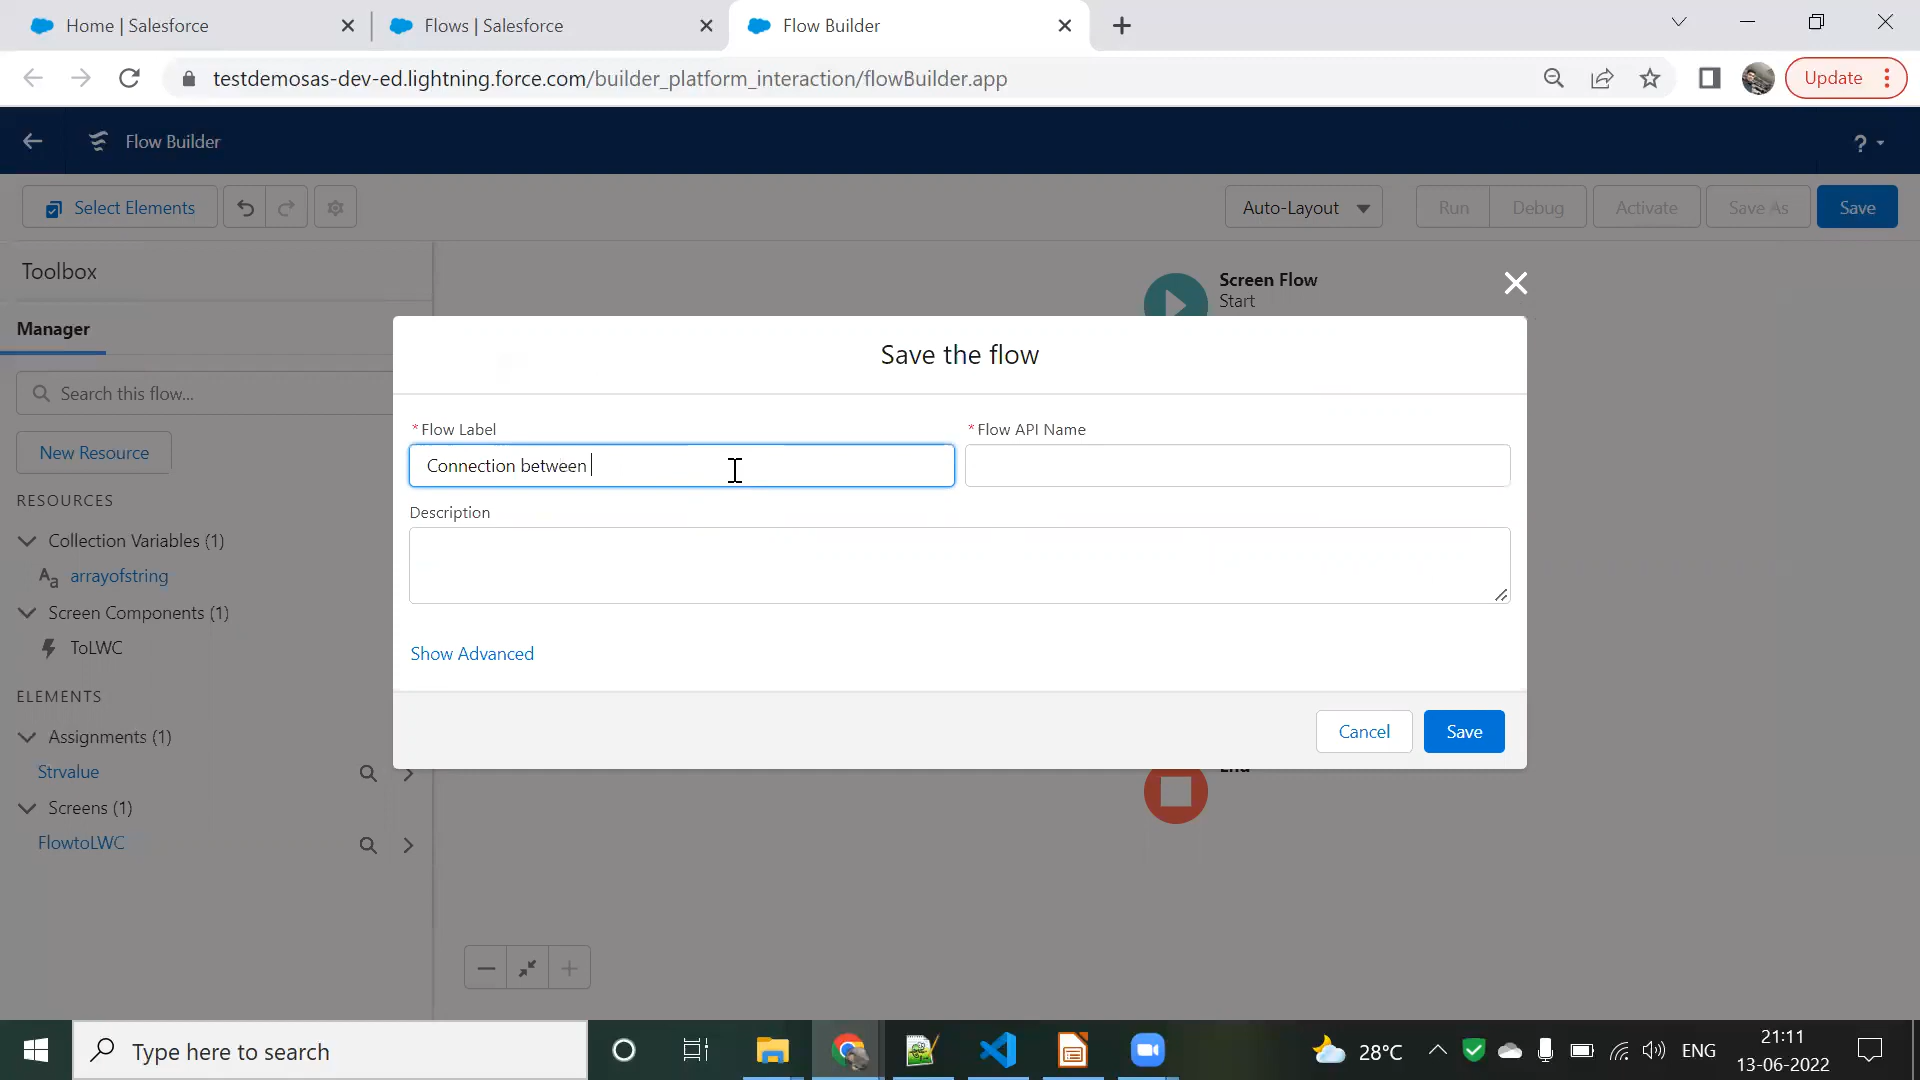 Home | Salesforce
Flows | Salesforce
Flow Builder
testdemosas-dev-ed.lightning.force.com/builder_platform_interaction/flowBuilder.app
Update
Flow Builder
?
Select Elements
Auto-Layout
Run
Debug
Activate
Save As
Save
Toolbox
Screen Flow
Start
Manager
Save the flow
Search this flow...
* Flow Label
* Flow API Name
New Resource
Connection between
RESOURCES
Description
Collection Variables (1)
Aa arrayofstring
Screen Components (1)
ToLWC
Show Advanced
ELEMENTS
Assignments (1)
Cancel
Save
Strvalue
End
Screens (1)
FlowtoLWC
Type here to search
28°C
ENG
21:11
13-06-2022